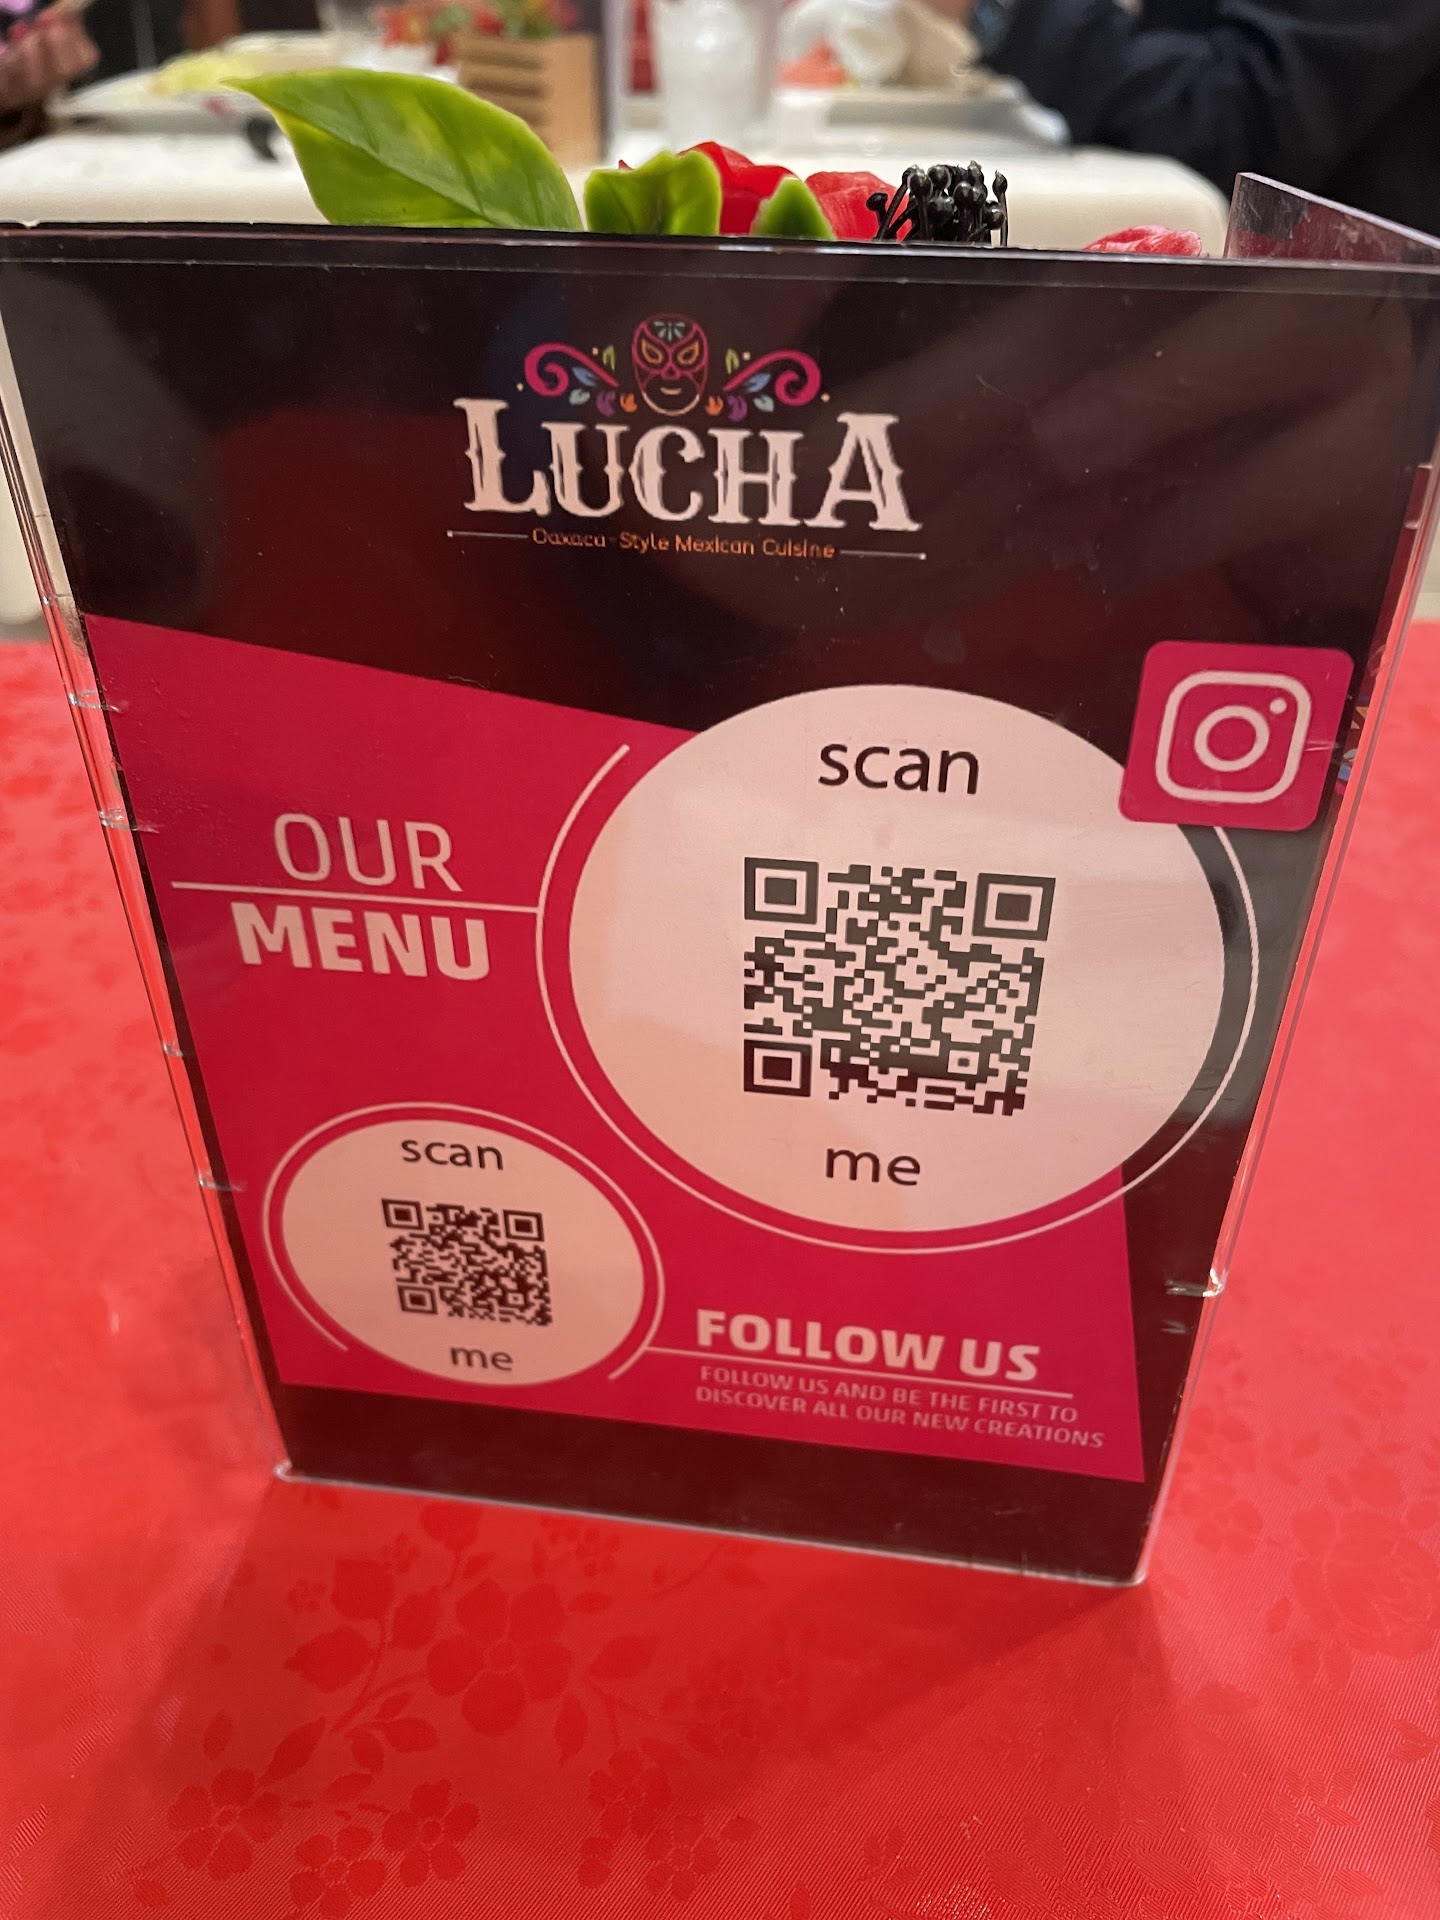 LUCHA
Oaxaca-Style Mexican Cuisine
OUR
MENU
scan
me
scan
me
FOLLOW US
FOLLOW US AND BE THE FIRST TO
DISCOVER ALL OUR NEW CREATIONS